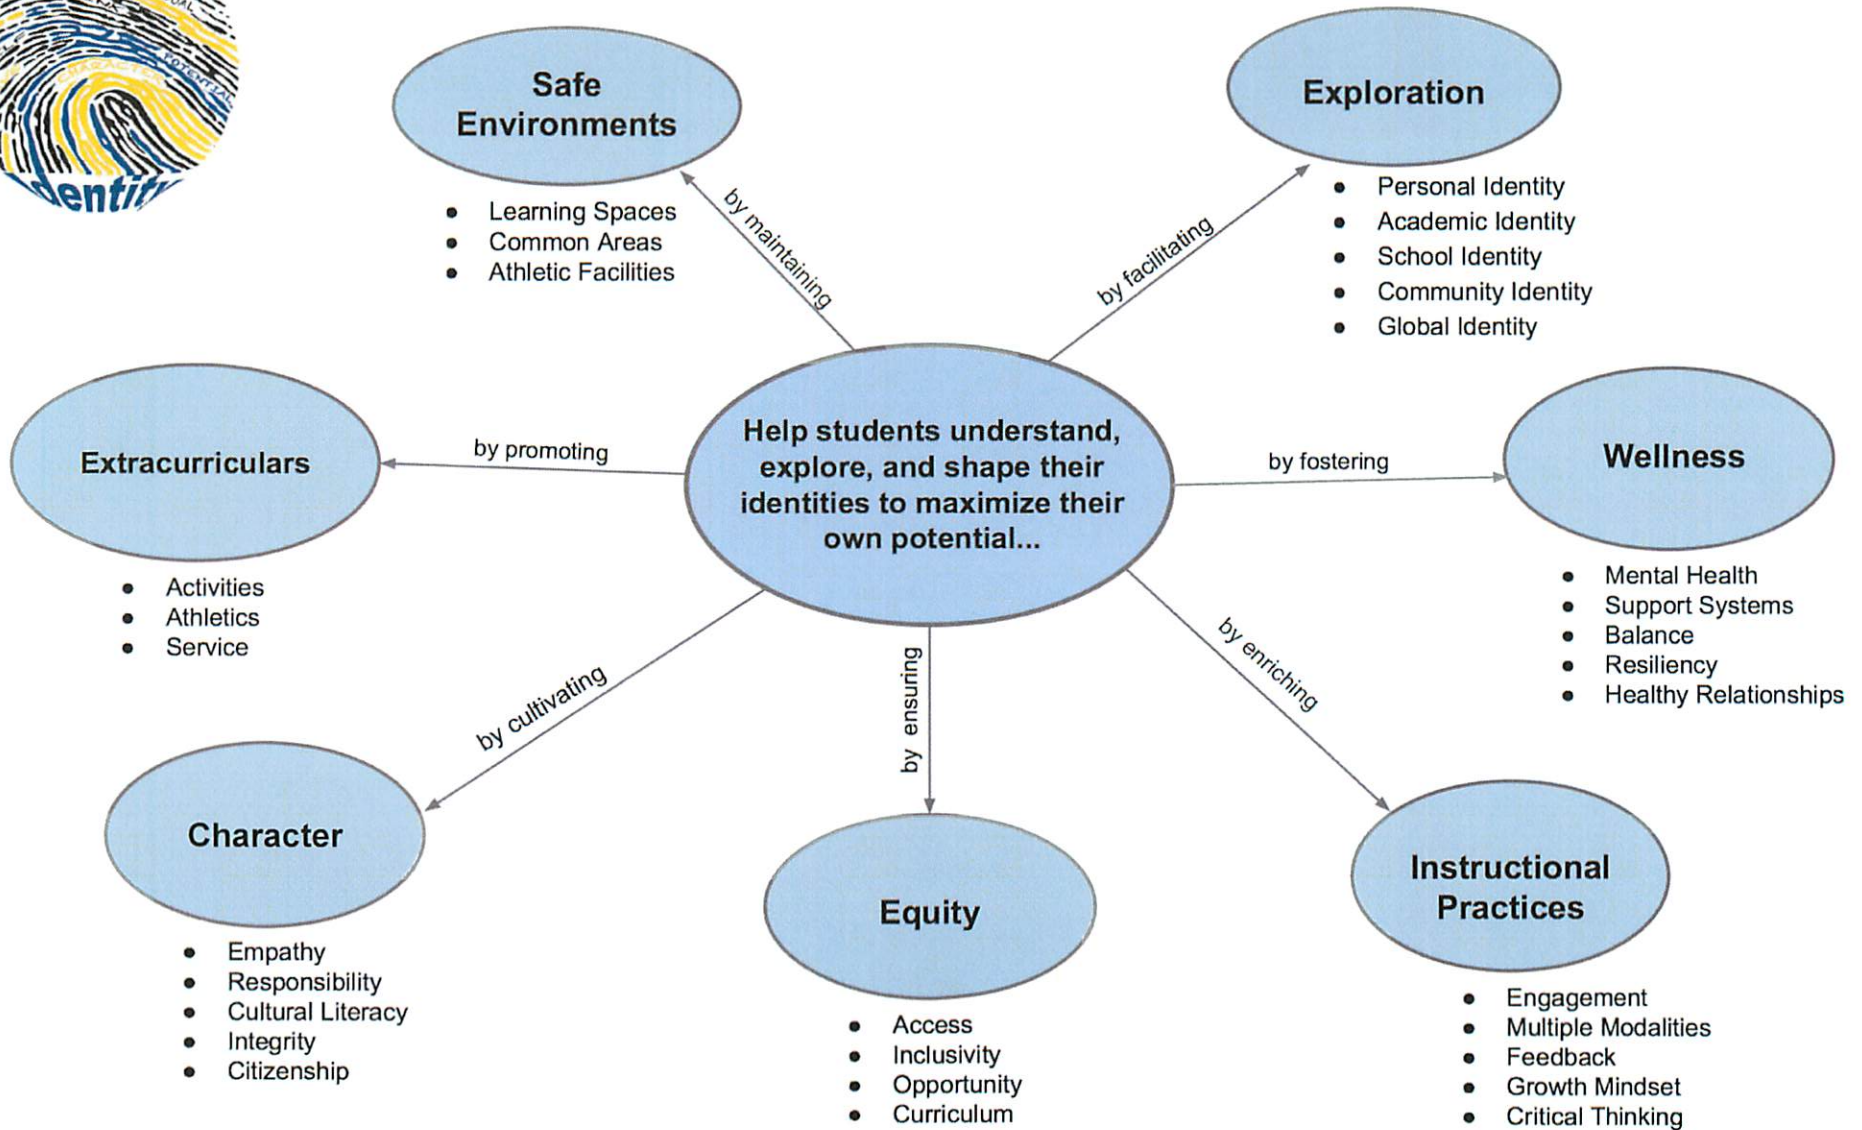 CHARACTER
POTENTIAL
Safe
Environments
Learning Spaces
Common Areas
Athletic Facilities
by maintaining
Exploration
Personal Identity
Academic Identity
School Identity
Community Identity
Global Identity
by facilitating
Extracurriculars
Activities
Athletics
Service
by promoting
Help students understand,
explore, and shape their
identities to maximize their
own potential...
by fostering
Wellness
Mental Health
Support Systems
Balance
Resiliency
Healthy Relationships
by cultivating
Character
Empathy
Responsibility
Cultural Literacy
Integrity
Citizenship
by ensuring
Equity
Access
Inclusivity
Opportunity
Curriculum
by enriching
Instructional
Practices
Engagement
Multiple Modalities
Feedback
Growth Mindset
Critical Thinking